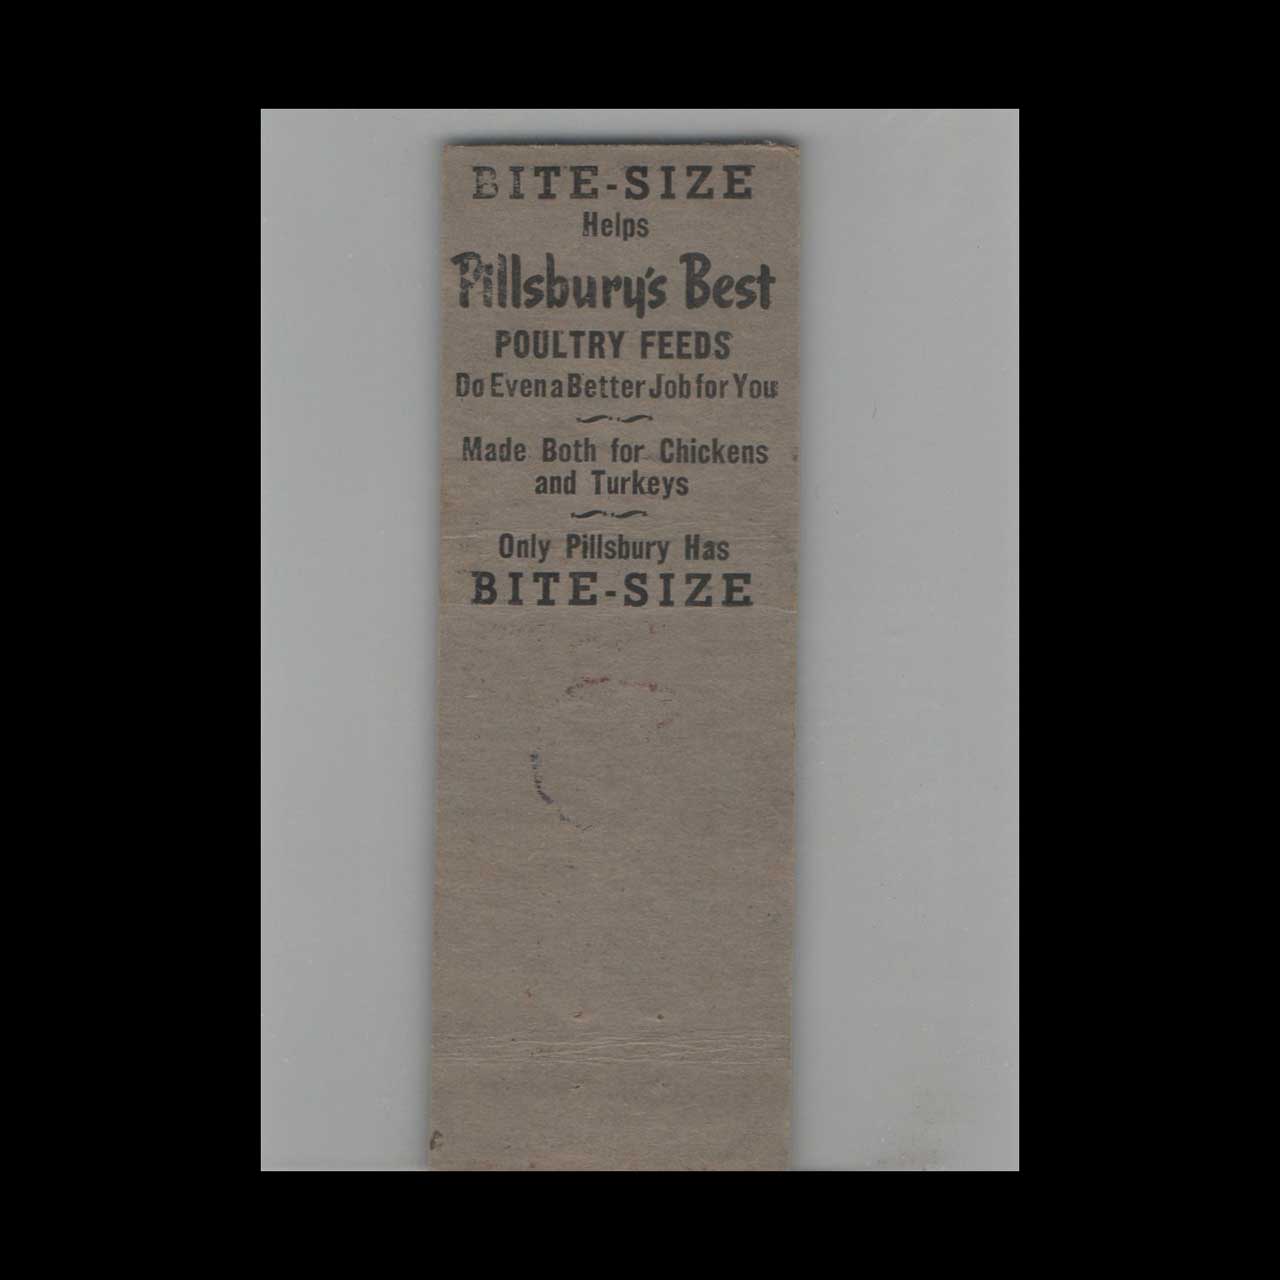 BITE-SIZE
Helps
Pillsbury's Best
POULTRY FEEDS
Do Even a Better Job for You
Made Both for Chickens
and Turkeys
Only Pillsbury Has
BITE-SIZE